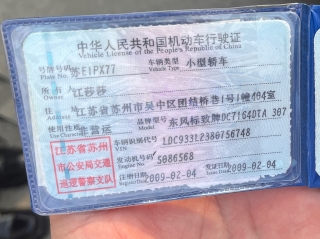 中华人民共和国机动车行驶证
Vehicle License of the People's Republic of China
号牌号码 苏E1PX77 车辆类型 小型轿车
Plate No. Vehicle Type
所有人 江莎莎
Owner
住址 江苏省苏州市吴中区团结桥巷1号1幢404室
Address
使用性质 非营运 品牌型号 东风标致牌DC7164DTA 307
Use Character Model
江苏省苏州 车辆识别代号 LDC933L2380756748
VIN
市公安局交通 发动机号码 5086568
Engine No.
巡逻警察支队 注册日期 2009-02-04 发证日期 2009-02-04
Register Date Issue Date